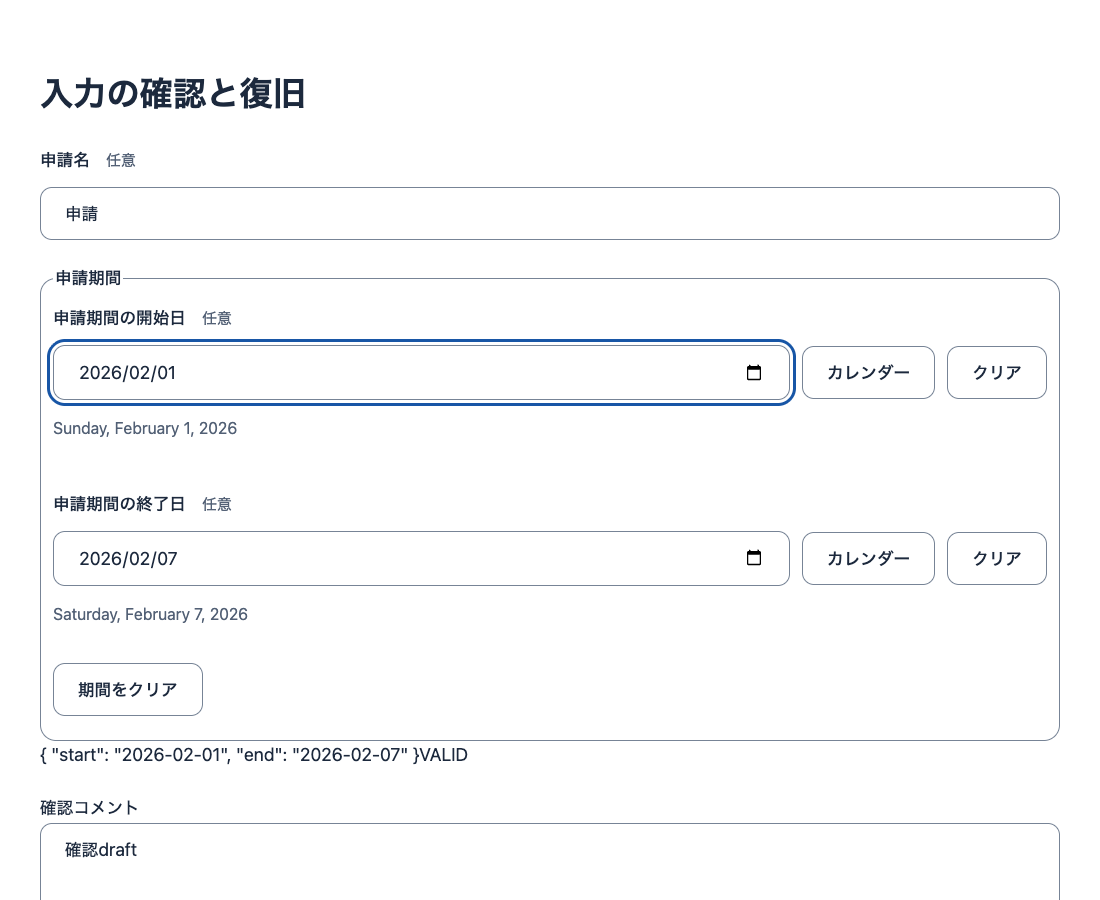 入力の確認と復旧
申請名 任意
申請
申請期間
申請期間の開始日 任意
2026/02/01 カレンダー クリア
Sunday, February 1, 2026
申請期間の終了日 任意
2026/02/07 カレンダー クリア
Saturday, February 7, 2026
期間をクリア
{ "start": "2026-02-01", "end": "2026-02-07" }VALID
確認コメント
確認draft